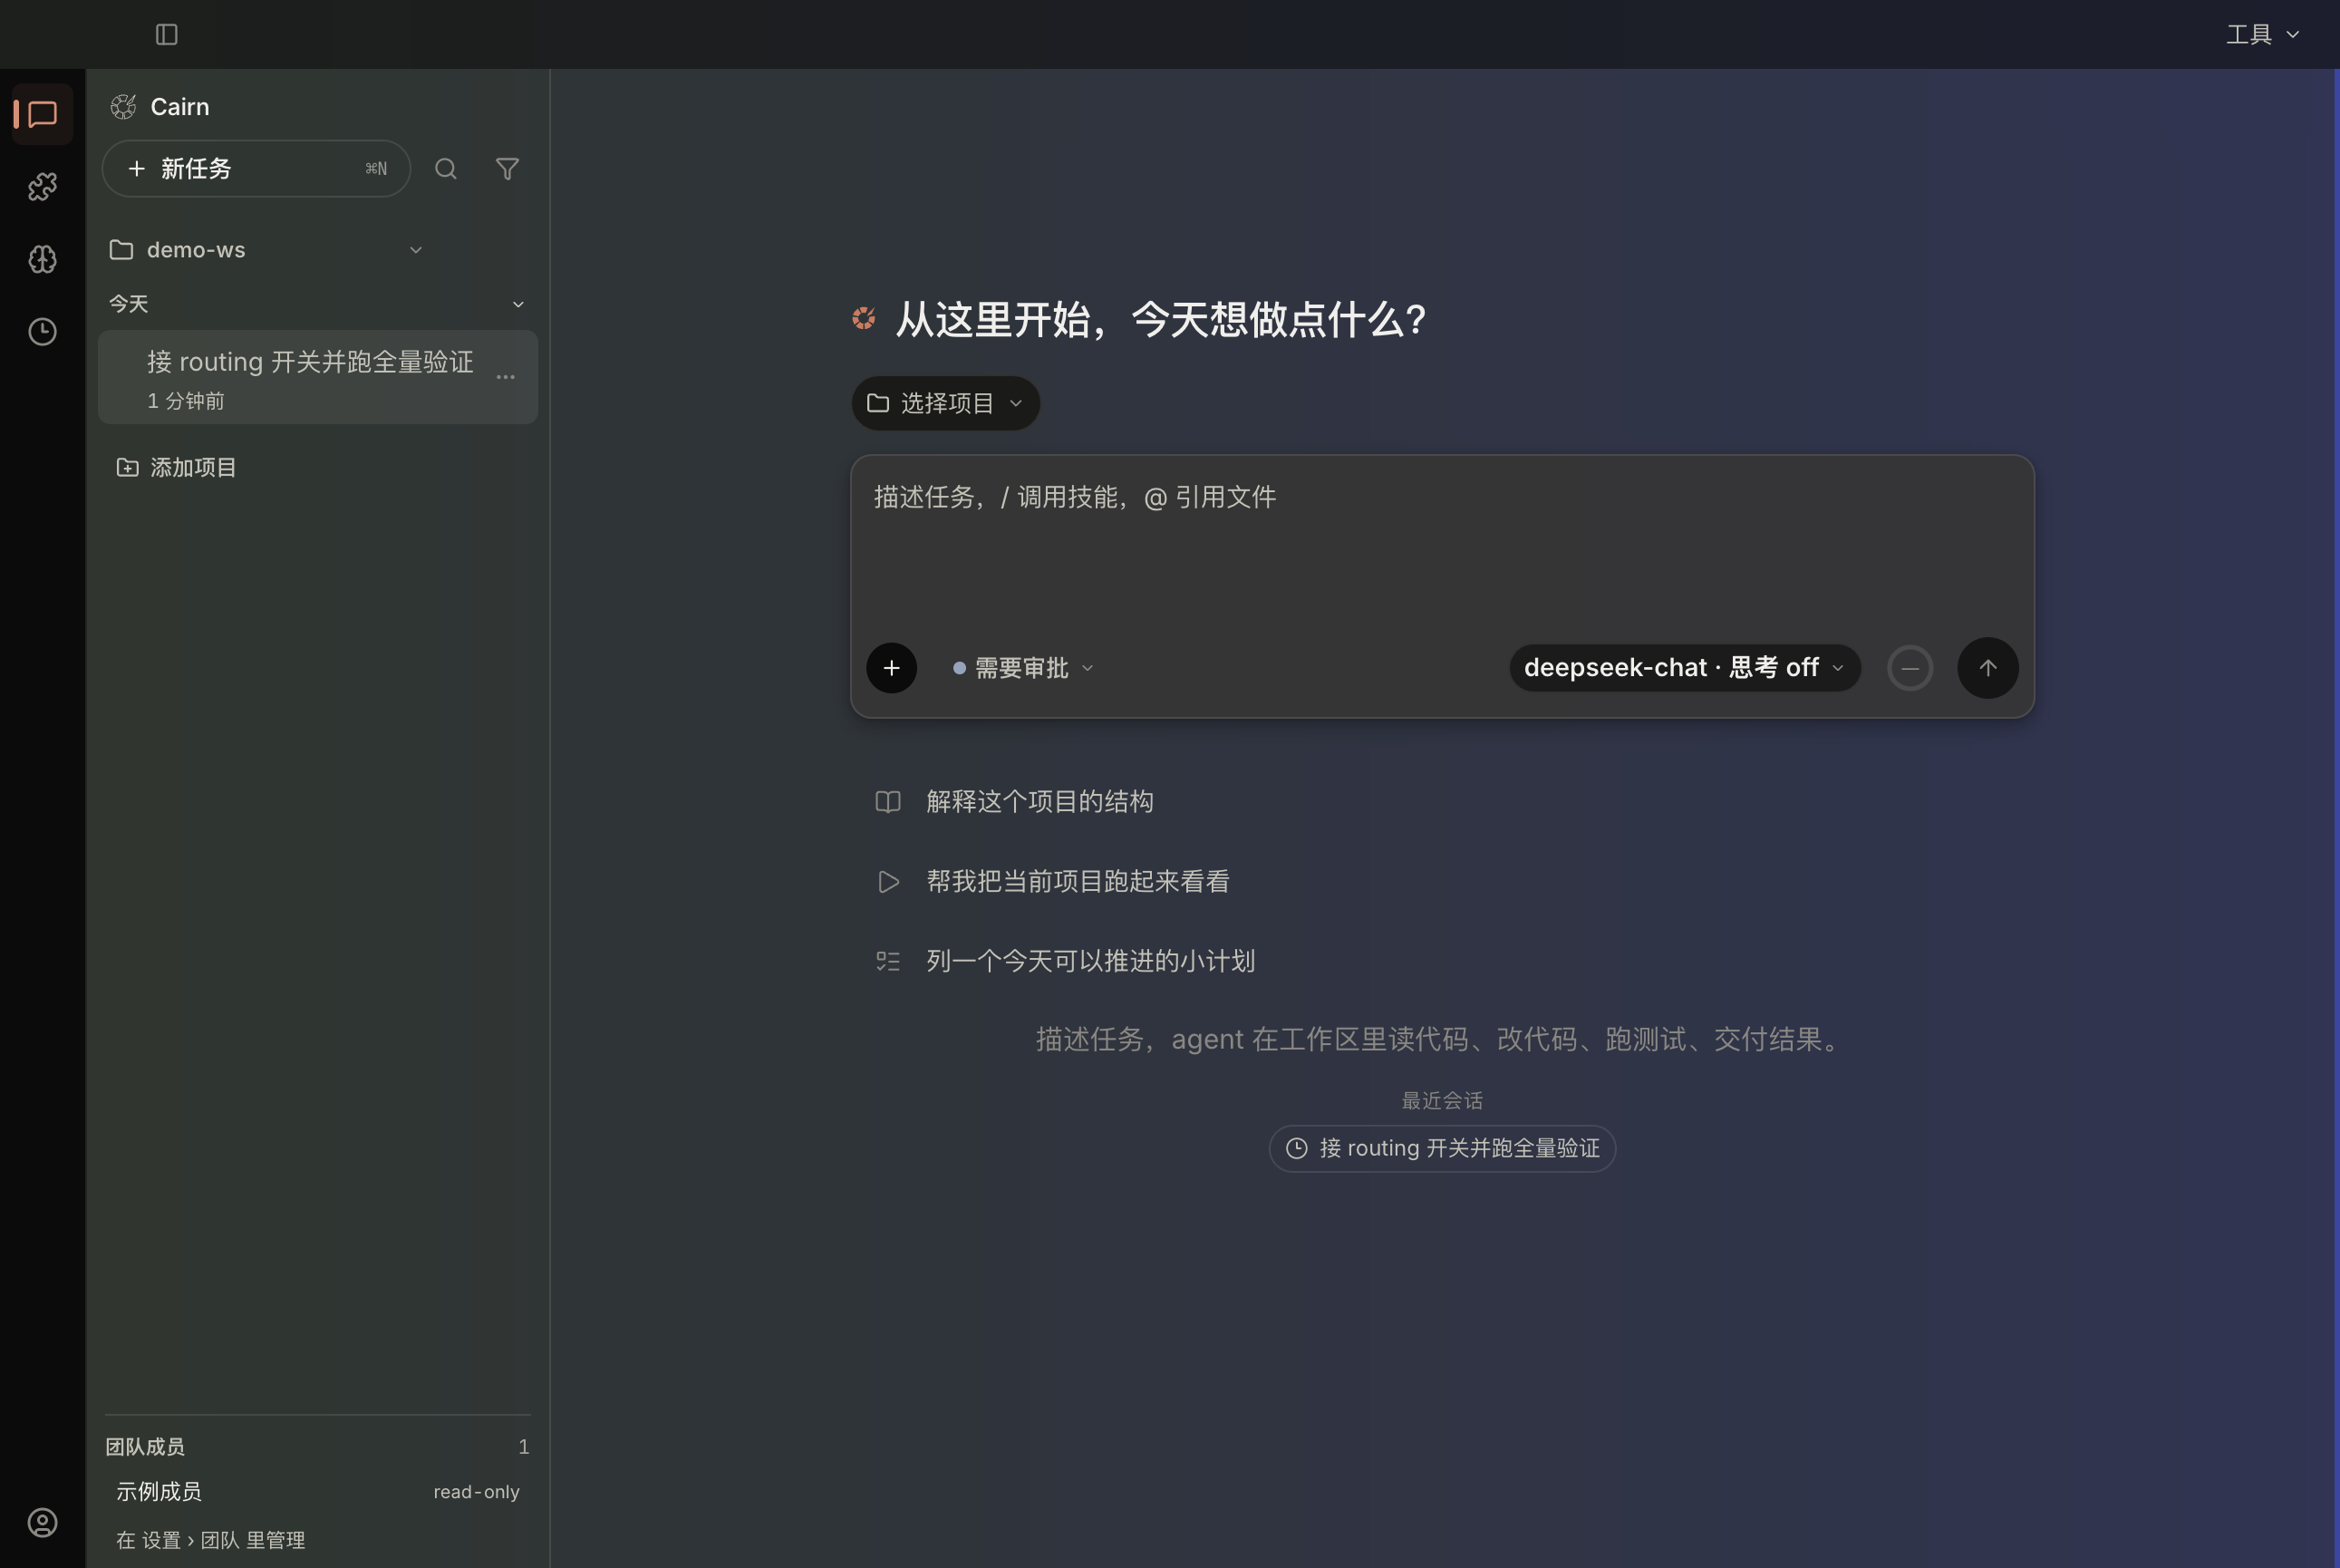 工具
Cairn
新任务 ⌘N
demo-ws
今天
接 routing 开关并跑全量验证
1 分钟前
添加项目
团队成员 1
示例成员 read-only
在 设置 › 团队 里管理
从这里开始，今天想做点什么？
选择项目
描述任务，/ 调用技能，@ 引用文件
需要审批
deepseek-chat · 思考 off
解释这个项目的结构
帮我把当前项目跑起来看看
列一个今天可以推进的小计划
描述任务，agent 在工作区里读代码、改代码、跑测试、交付结果。
最近会话
接 routing 开关并跑全量验证